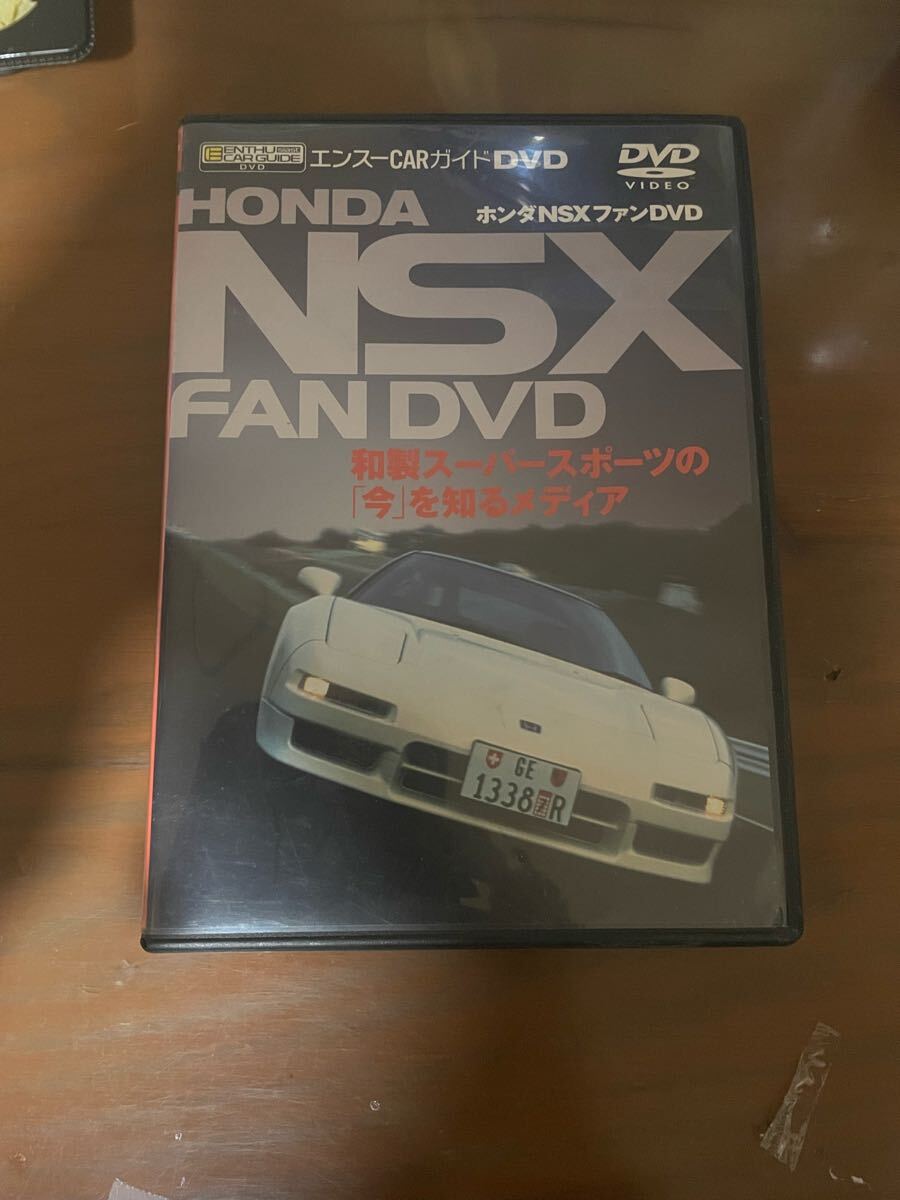 ENTHU
CAR GUIDE
DVD
エンスーCARガイドDVD
DVD
VIDEO
HONDA
ホンダNSXファンDVD
NSX
FAN DVD
和製スーパースポーツの
「今」を知るメディア
GE
1338 R